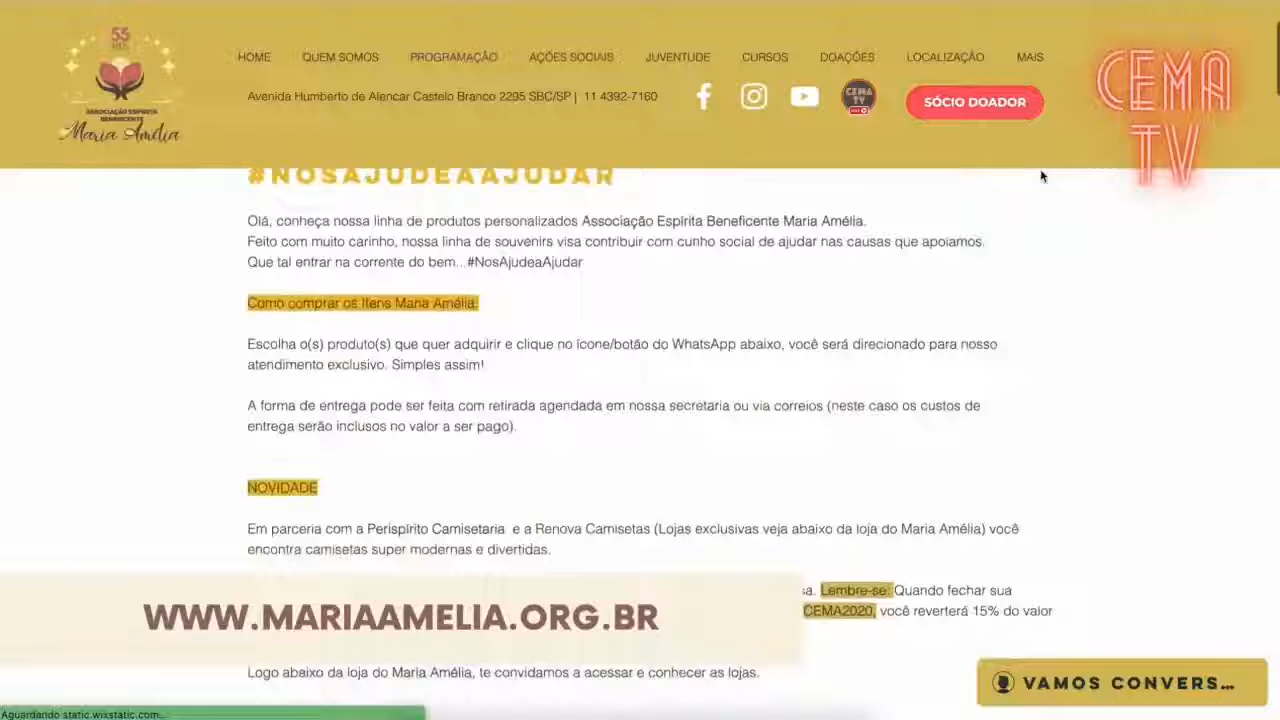 55
HOME QUEM SOMOS PROGRAMAÇÃO AÇÕES SOCIAIS JUVENTUDE CURSOS DOAÇÕES LOCALIZAÇÃO MAIS
Avenida Humberto de Alencar Castelo Branco 2295 SBC/SP | 11 4392-7160
CEMA
TV
SÓCIO DOADOR
CEMA
TV
ASSOCIAÇÃO ESPÍRITA
BENEFICENTE
Maria Amélia
#NOSAJUDEAAJUDAR
Olá, conheça nossa linha de produtos personalizados Associação Espírita Beneficente Maria Amélia.
Feito com muito carinho, nossa linha de souvenirs visa contribuir com cunho social de ajudar nas causas que apoiamos.
Que tal entrar na corrente do bem...#NosAjudeaAjudar
Como comprar os Itens Maria Amélia:
Escolha o(s) produto(s) que quer adquirir e clique no ícone/botão do WhatsApp abaixo, você será direcionado para nosso
atendimento exclusivo. Simples assim!
A forma de entrega pode ser feita com retirada agendada em nossa secretaria ou via correios (neste caso os custos de
entrega serão inclusos no valor a ser pago).
NOVIDADE
Em parceria com a Perispírito Camisetaria e a Renova Camisetas (Lojas exclusivas veja abaixo da loja do Maria Amélia) você
encontra camisetas super modernas e divertidas.
sa. Lembre-se: Quando fechar sua
CEMA2020, você reverterá 15% do valor
WWW.MARIAAMELIA.ORG.BR
Logo abaixo da loja do Maria Amélia, te convidamos a acessar e conhecer as lojas.
VAMOS CONVERS...
Aguardando static.wixstatic.com...